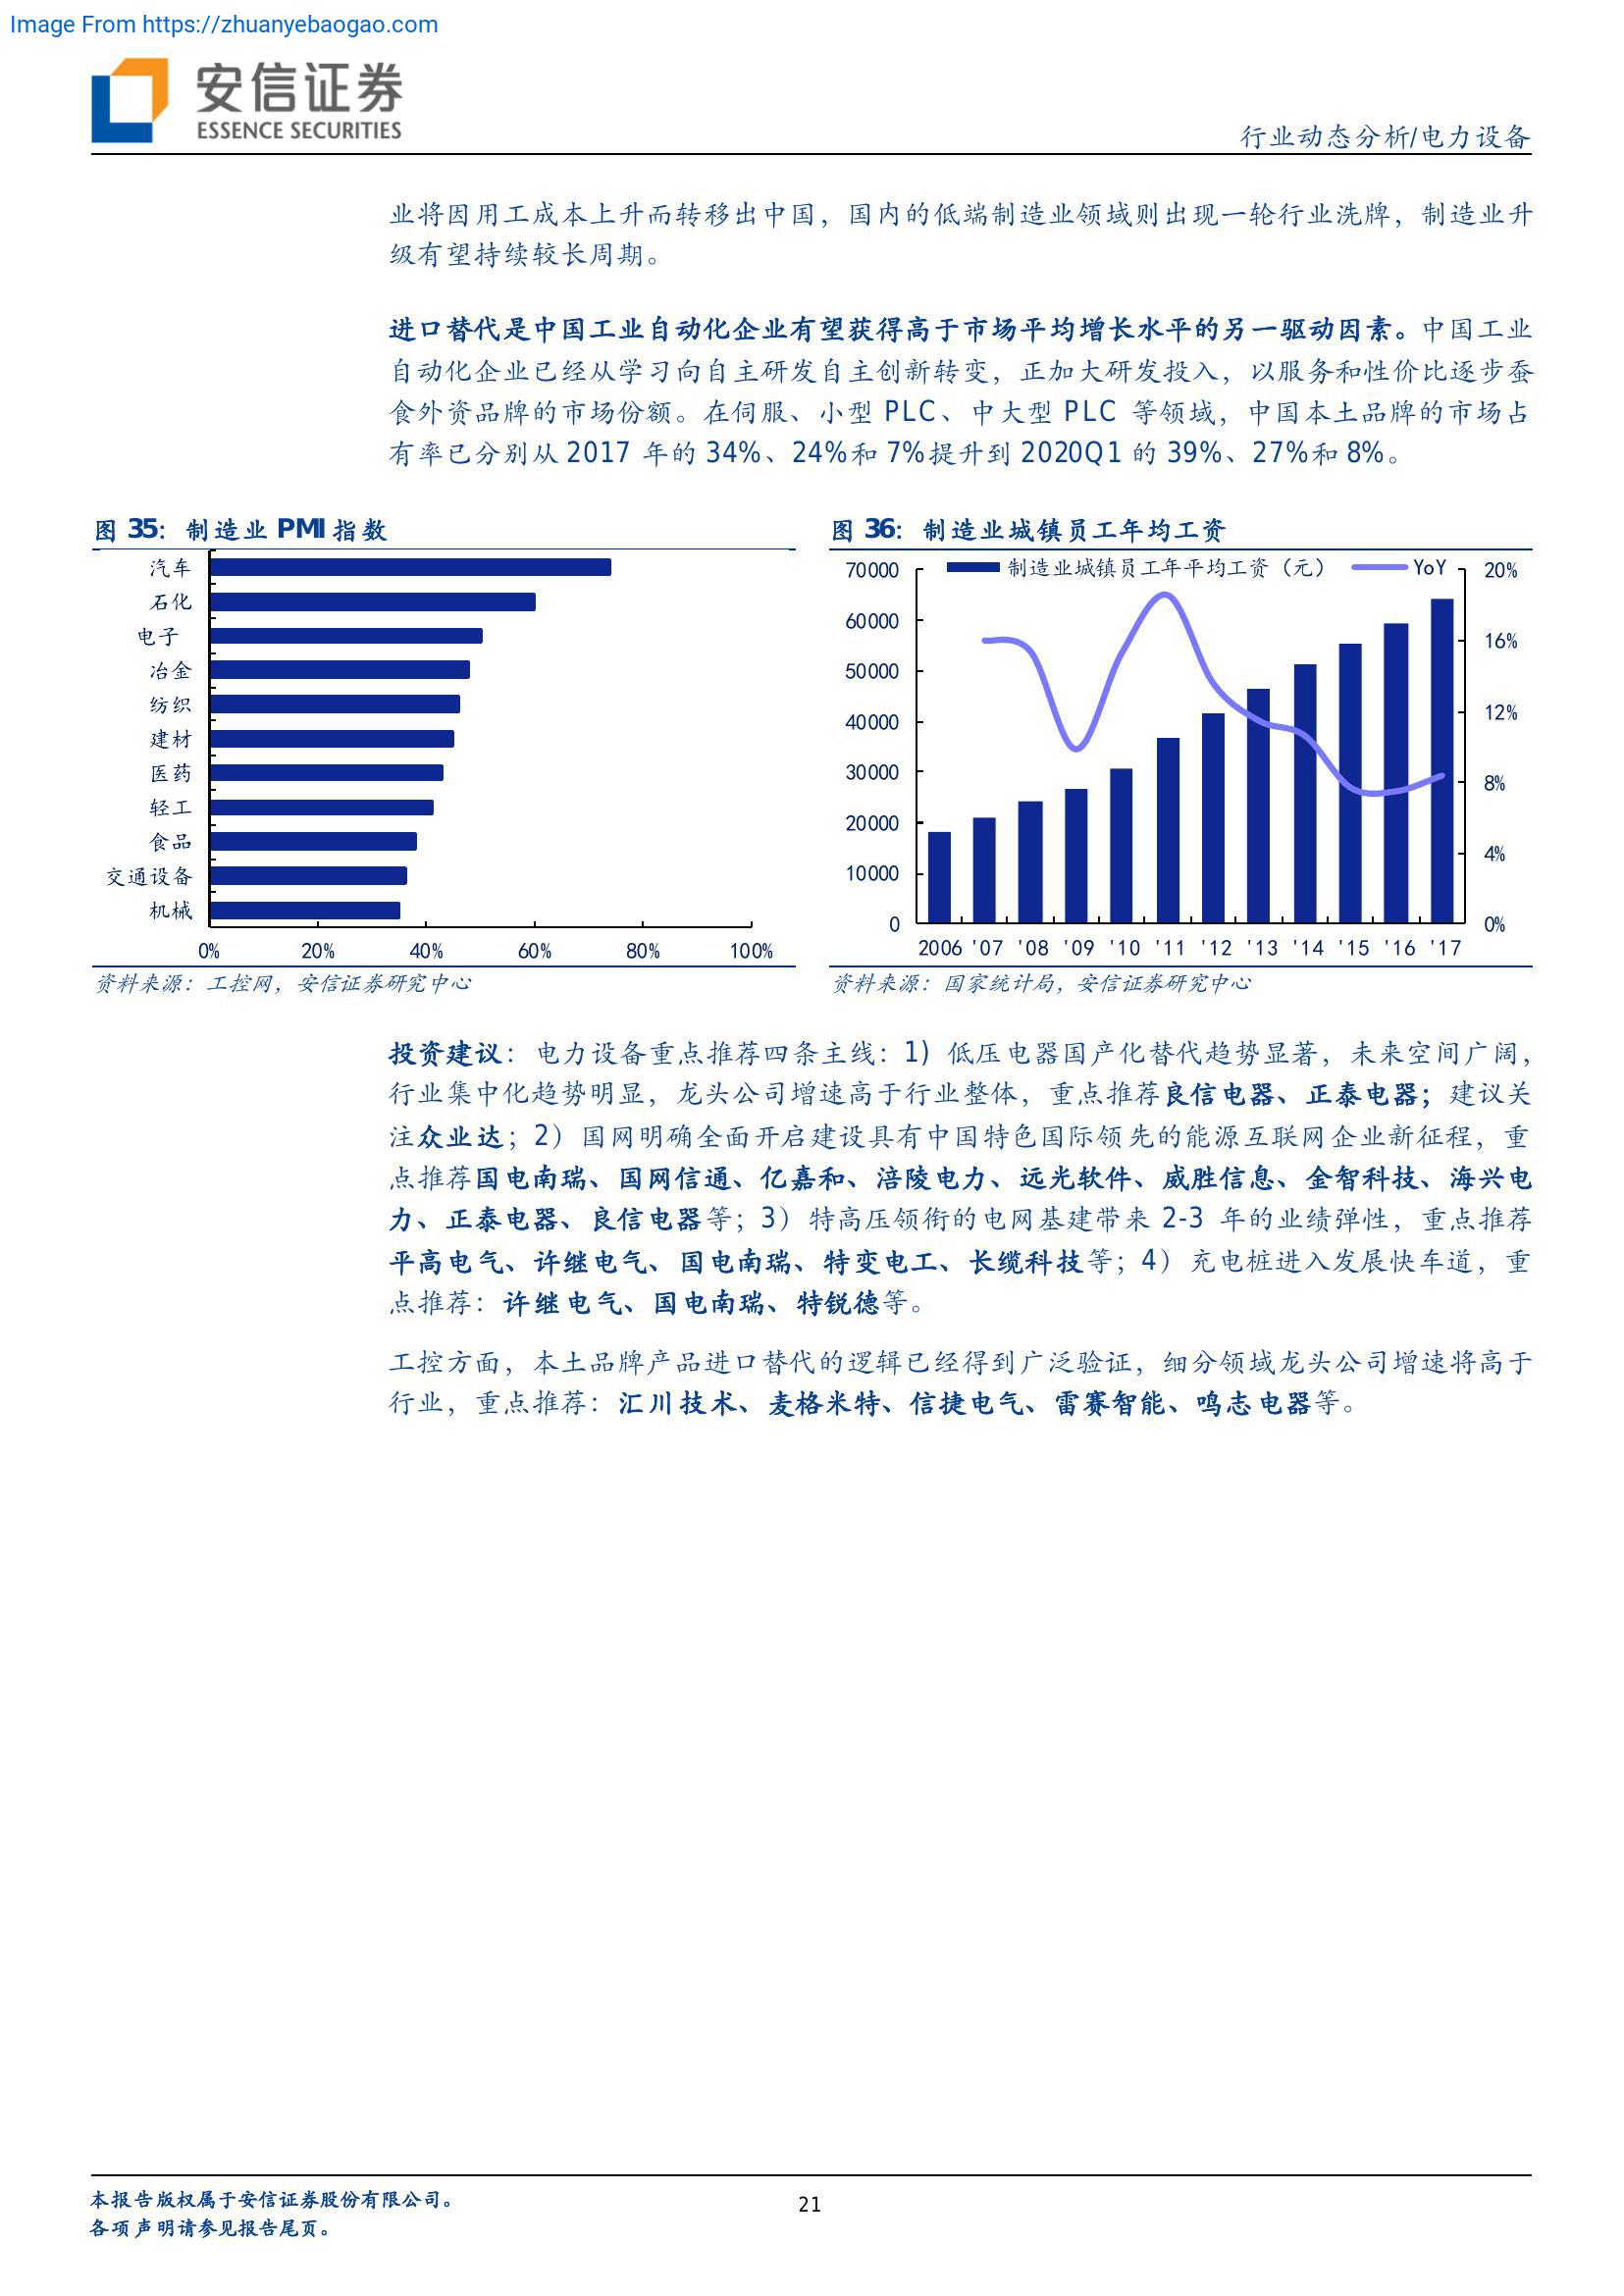 Image From https://zhuanyebaogao.com
安信证券
ESSENCE SECURITIES
行业动态分析/电力设备
业将因用工成本上升而转移出中国，国内的低端制造业领域则出现一轮行业洗牌，制造业升
级有望持续较长周期。
进口替代是中国工业自动化企业有望获得高于市场平均增长水平的另一驱动因素。中国工业
自动化企业已经从学习向自主研发自主创新转变，正加大研发投入，以服务和性价比逐步蚕
食外资品牌的市场份额。在伺服、小型 PLC、中大型 PLC 等领域，中国本土品牌的市场占
有率已分别从 2017 年的 34%、24%和 7%提升到 2020Q1 的 39%、27%和 8%。
图 35：制造业 PMI 指数
汽车
石化
电子
冶金
纺织
建材
医药
轻工
食品
交通设备
机械
0% 20% 40% 60% 80% 100%
资料来源：工控网，安信证券研究中心
图 36：制造业城镇员工年均工资
制造业城镇员工年平均工资（元） YoY
70000 20%
60000
16%
50000
12%
40000
30000
8%
20000
4%
10000
0 0%
2006 '07 '08 '09 '10 '11 '12 '13 '14 '15 '16 '17
资料来源：国家统计局，安信证券研究中心
投资建议：电力设备重点推荐四条主线：1）低压电器国产化替代趋势显著，未来空间广阔，
行业集中化趋势明显，龙头公司增速高于行业整体，重点推荐良信电器、正泰电器；建议关
注众业达；2）国网明确全面开启建设具有中国特色国际领先的能源互联网企业新征程，重
点推荐国电南瑞、国网信通、亿嘉和、涪陵电力、远光软件、威胜信息、金智科技、海兴电
力、正泰电器、良信电器等；3）特高压领衔的电网基建带来 2-3 年的业绩弹性，重点推荐
平高电气、许继电气、国电南瑞、特变电工、长缆科技等；4）充电桩进入发展快车道，重
点推荐：许继电气、国电南瑞、特锐德等。
工控方面，本土品牌产品进口替代的逻辑已经得到广泛验证，细分领域龙头公司增速将高于
行业，重点推荐：汇川技术、麦格米特、信捷电气、雷赛智能、鸣志电器等。
本报告版权属于安信证券股份有限公司。
各项声明请参见报告尾页。
21